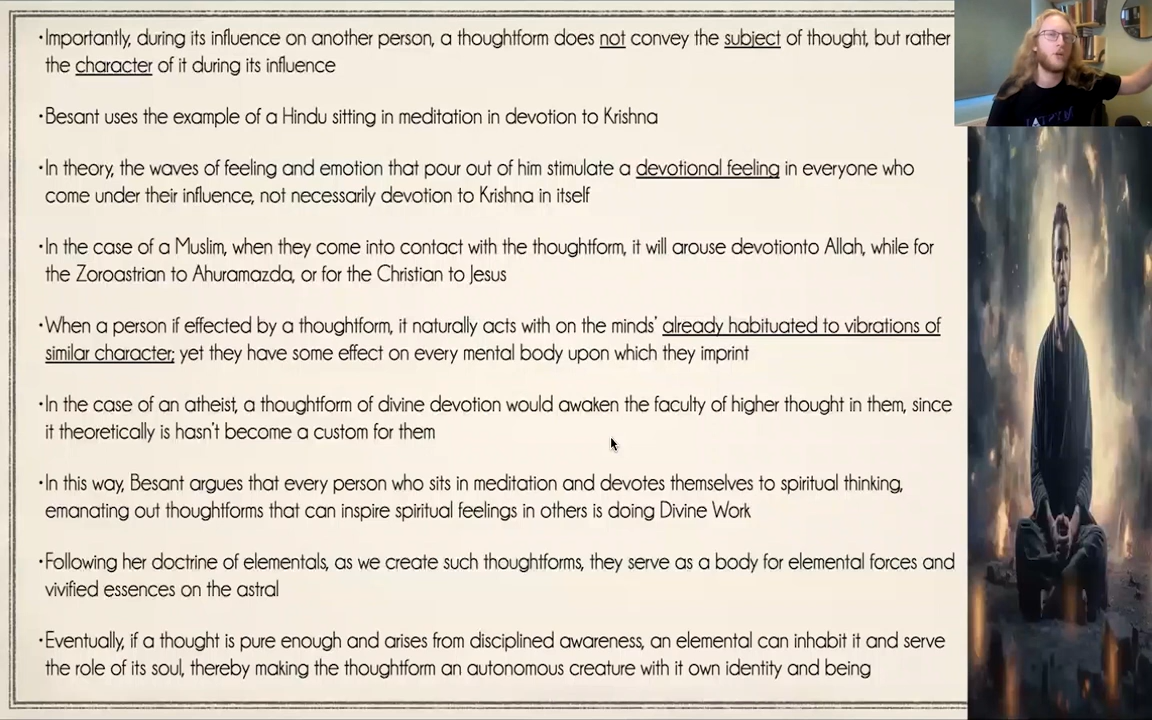 •Importantly, during its influence on another person, a thoughtform does not convey the subject of thought, but rather
the character of it during its influence
•Besant uses the example of a Hindu sitting in meditation in devotion to Krishna
•In theory, the waves of feeling and emotion that pour out of him stimulate a devotional feeling in everyone who
come under their influence, not necessarily devotion to Krishna in itself
•In the case of a Muslim, when they come into contact with the thoughtform, it will arouse devotionto Allah, while for
the Zoroastrian to Ahuramazda, or for the Christian to Jesus
•When a person if effected by a thoughtform, it naturally acts with on the minds' already habituated to vibrations of
similar character; yet they have some effect on every mental body upon which they imprint
•In the case of an atheist, a thoughtform of divine devotion would awaken the faculty of higher thought in them, since
it theoretically is hasn't become a custom for them
•In this way, Besant argues that every person who sits in meditation and devotes themselves to spiritual thinking,
emanating out thoughtforms that can inspire spiritual feelings in others is doing Divine Work
•Following her doctrine of elementals, as we create such thoughtforms, they serve as a body for elemental forces and
vivified essences on the astral
•Eventually, if a thought is pure enough and arises from disciplined awareness, an elemental can inhabit it and serve
the role of its soul, thereby making the thoughtform an autonomous creature with it own identity and being